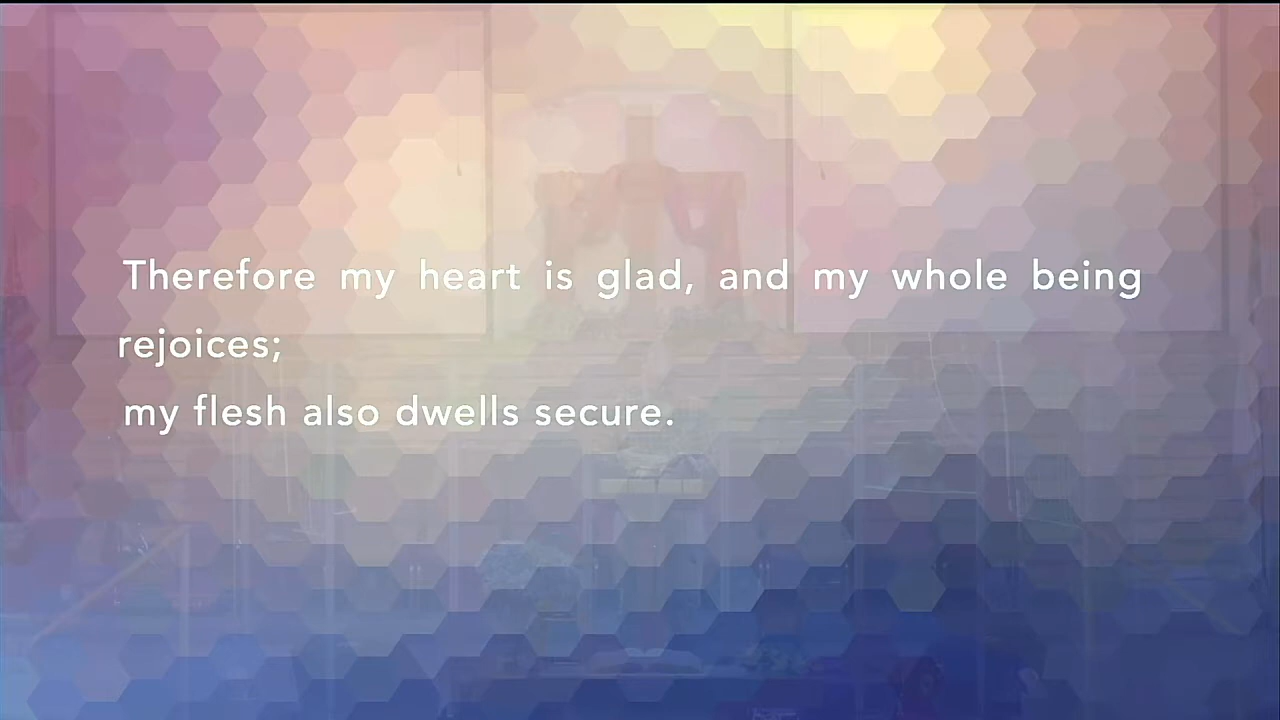 Therefore my heart is glad, and my whole being
rejoices;
my flesh also dwells secure.